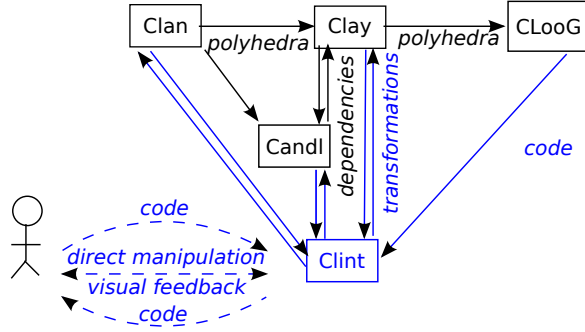 Clan
Clay
CLooG
polyhedra
polyhedra
Candl
dependencies
transformations
code
code
direct manipulation
visual feedback
code
Clint